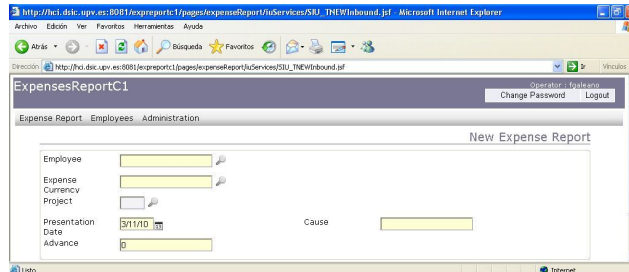 http://hci.dsic.upv.es:8081/expreportc1/pages/expenseReport/iuServices/SIU_TNEWInbound.jsf - Microsoft Internet Explorer
Archivo Edición Ver Favoritos Herramientas Ayuda
Atrás Búsqueda Favoritos
Dirección http://hci.dsic.upv.es:8081/expreportc1/pages/expenseReport/iuServices/SIU_TNEWInbound.jsf Ir Vínculos
ExpensesReportC1
Operator : fgaleano
Change Password Logout
Expense Report Employees Administration
New Expense Report
Employee
Expense
Currency
Project
Presentation
Date
3/11/10
Cause
Advance
0
Listo Internet